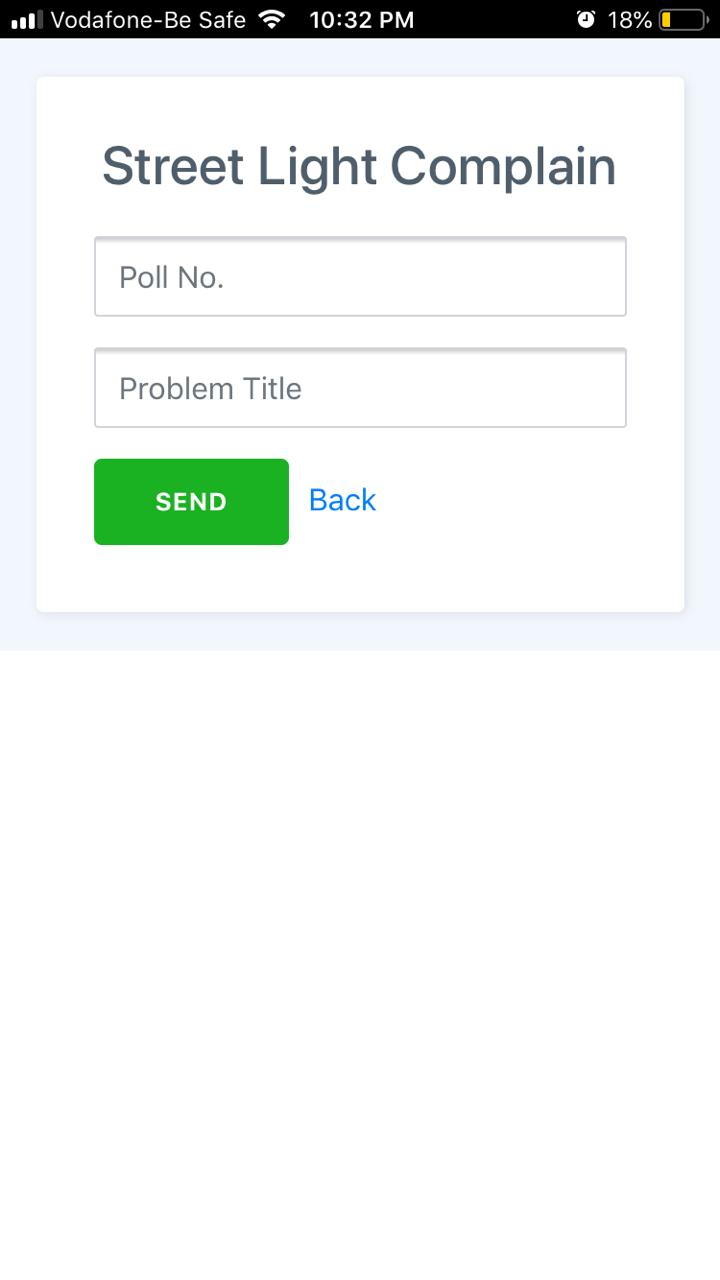 Vodafone-Be Safe 10:32 PM 18%
Street Light Complain
Poll No.
Problem Title
SEND Back